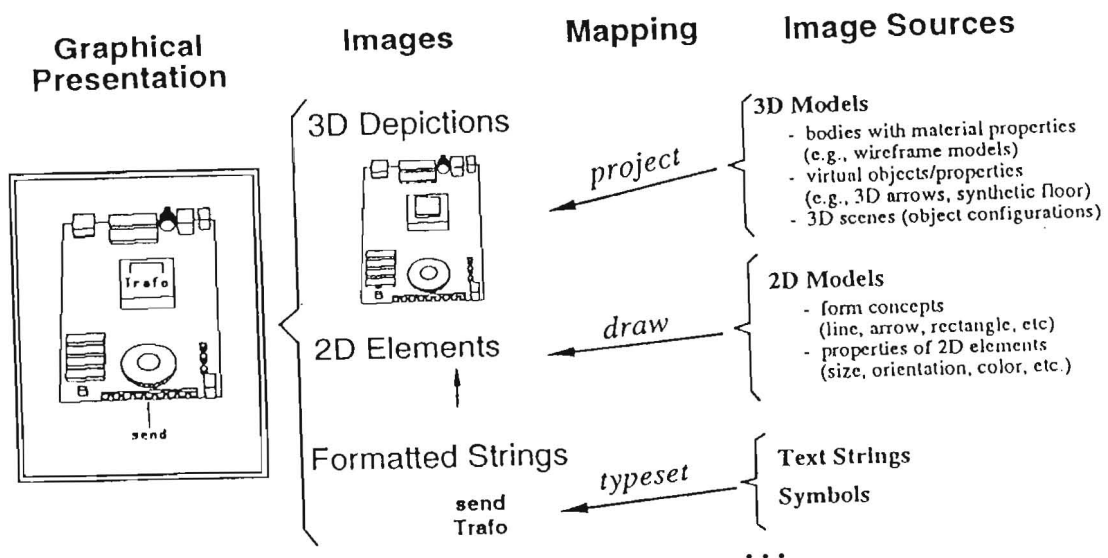 Graphical
Presentation
Images
Mapping
Image Sources
Trafo
send
3D Depictions
2D Elements
Formatted Strings
send
Trafo
project
draw
typeset
3D Models
- bodies with material properties
(e.g., wireframe models)
- virtual objects/properties
(e.g., 3D arrows, synthetic floor)
- 3D scenes (object configurations)
2D Models
- form concepts
(line, arrow, rectangle, etc)
- properties of 2D elements
(size, orientation, color, etc.)
Text Strings
Symbols
...